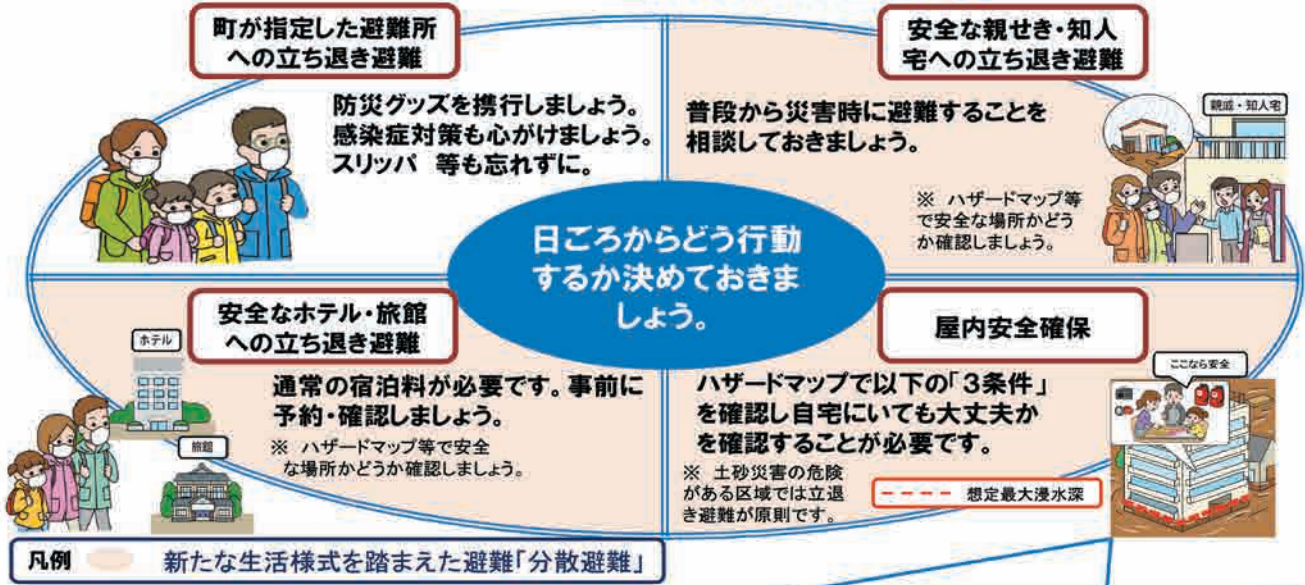 町が指定した避難所
への立ち退き避難
防災グッズを携行しましょう。
感染症対策も心がけましょう。
スリッパ 等も忘れずに。
安全な親せき・知人
宅への立ち退き避難
普段から災害時に避難することを
相談しておきましょう。
親戚・知人宅
※ ハザードマップ等
で安全な場所かどう
か確認しましょう。
日ごろからどう行動
するか決めておきま
しょう。
安全なホテル・旅館
への立ち退き避難
ホテル
通常の宿泊料が必要です。事前に
予約・確認しましょう。
旅館
※ ハザードマップ等で安全
な場所かどうか確認しましょう。
屋内安全確保
ここなら安全
ハザードマップで以下の「3条件」
を確認し自宅にいても大丈夫か
を確認することが必要です。
※ 土砂災害の危険
がある区域では立退
き避難が原則です。
想定最大浸水深
凡例 新たな生活様式を踏まえた避難「分散避難」